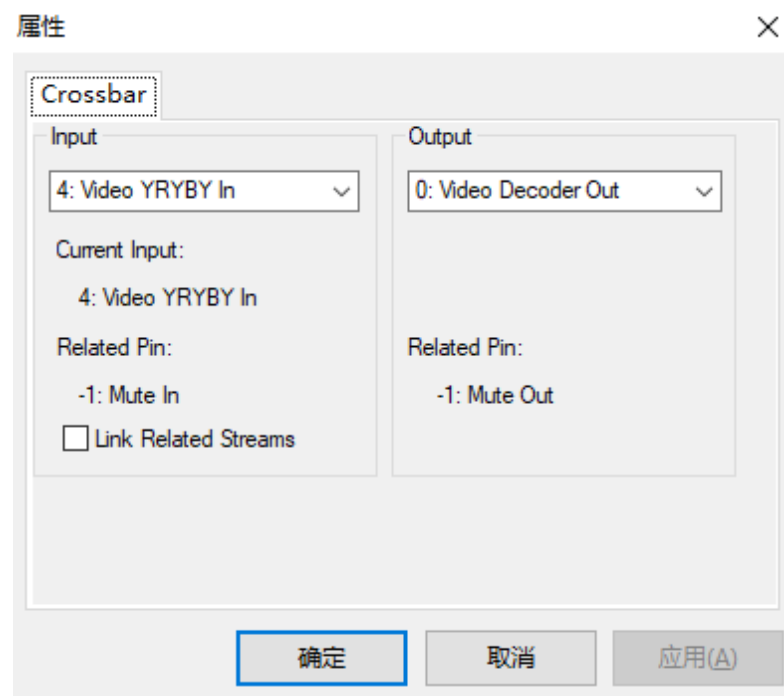 属性
Crossbar
Input
Output
4: Video YRYBY In
0: Video Decoder Out
Current Input:
4: Video YRYBY In
Related Pin:
Related Pin:
-1: Mute In
-1: Mute Out
Link Related Streams
确定
取消
应用(A)